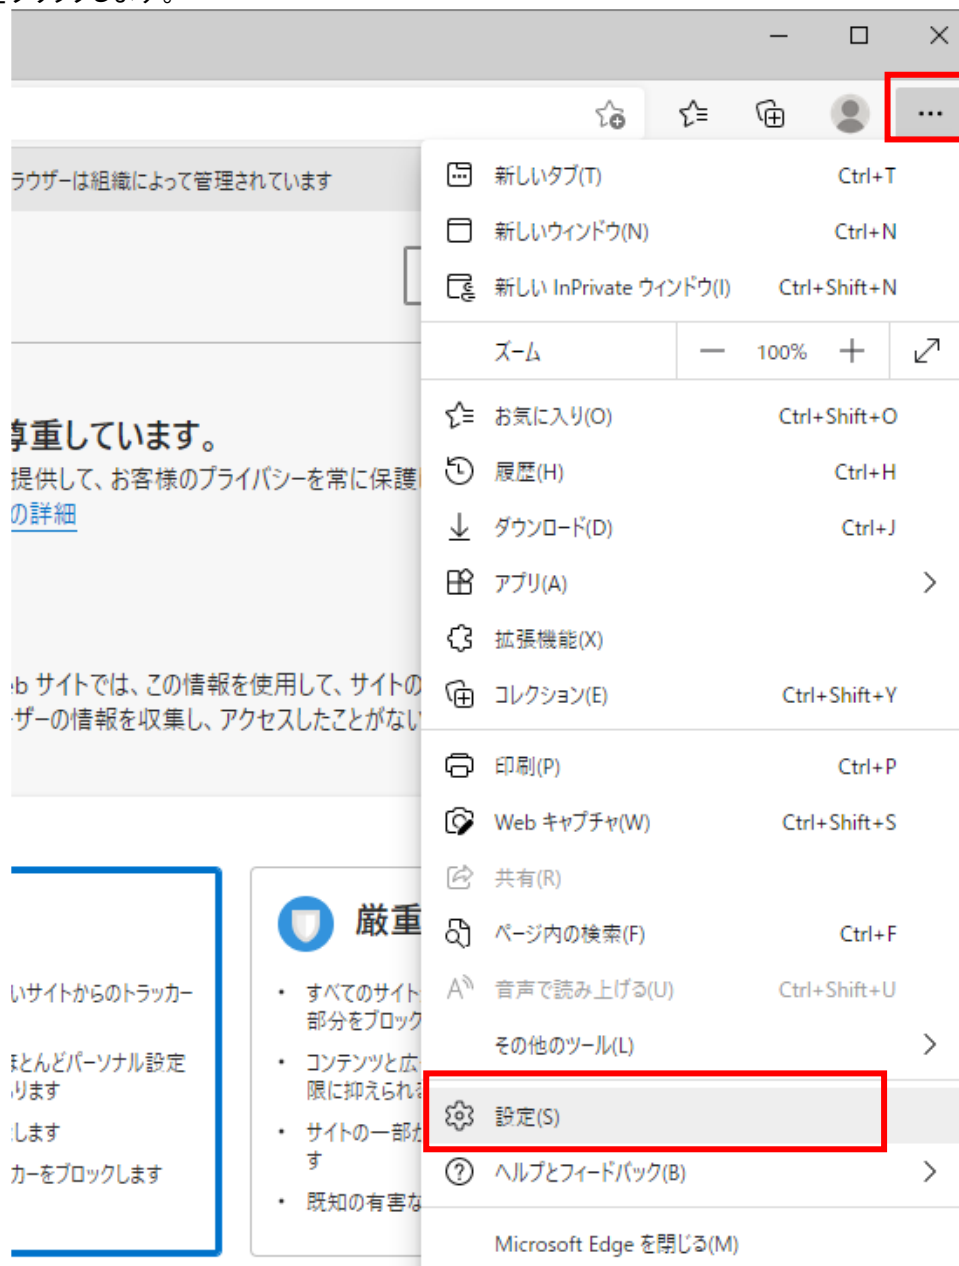 クリックします。
ラウザーは組織によって管理されています
新しいタブ(T) Ctrl+T
新しいウィンドウ(N) Ctrl+N
新しい InPrivate ウィンドウ(I) Ctrl+Shift+N
ズーム 100%
お気に入り(O) Ctrl+Shift+O
履歴(H) Ctrl+H
ダウンロード(D) Ctrl+J
アプリ(A)
拡張機能(X)
コレクション(E) Ctrl+Shift+Y
印刷(P) Ctrl+P
Web キャプチャ(W) Ctrl+Shift+S
共有(R)
ページ内の検索(F) Ctrl+F
音声で読み上げる(U) Ctrl+Shift+U
その他のツール(L)
設定(S)
ヘルプとフィードバック(B)
Microsoft Edge を閉じる(M)
尊重しています。
提供して、お客様のプライバシーを常に保護
の詳細
eb サイトでは、この情報を使用して、サイトの
ザーの情報を収集し、アクセスしたことがない
いサイトからのトラッカー
ほとんどパーソナル設定
ります
します
カーをブロックします
厳重
・ すべてのサイト
部分をブロック
・ コンテンツと広
限に抑えられ
・ サイトの一部が
す
・ 既知の有害な